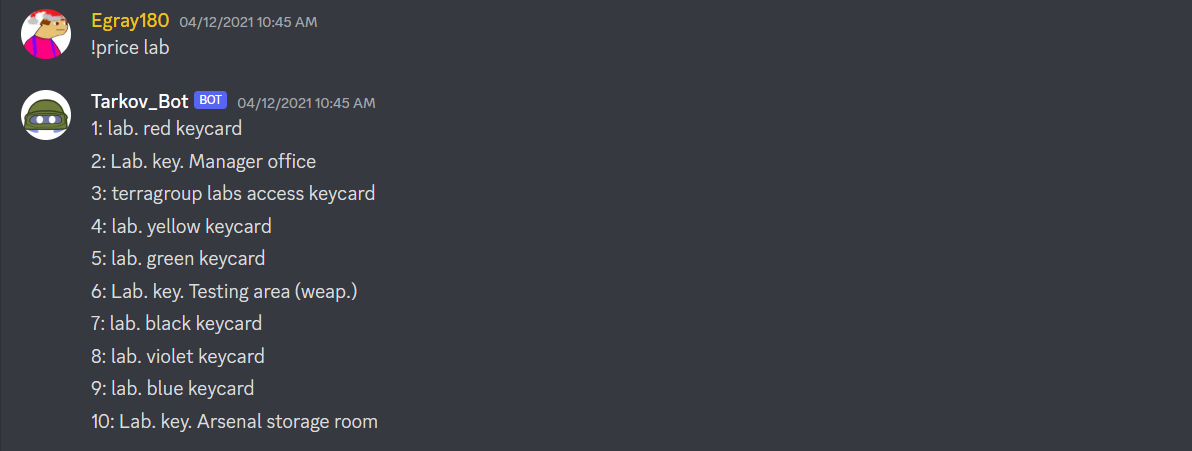 Egray180 04/12/2021 10:45 AM
!price lab
Tarkov_Bot BOT 04/12/2021 10:45 AM
1: lab. red keycard
2: Lab. key. Manager office
3: terragroup labs access keycard
4: lab. yellow keycard
5: lab. green keycard
6: Lab. key. Testing area (weap.)
7: lab. black keycard
8: lab. violet keycard
9: lab. blue keycard
10: Lab. key. Arsenal storage room